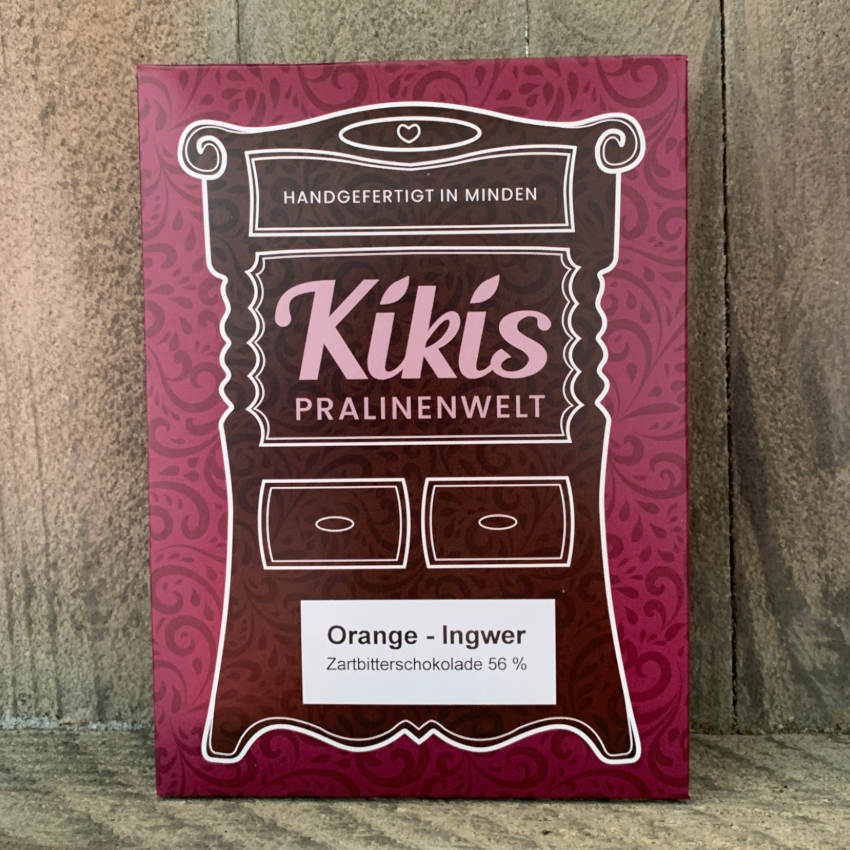 HANDGEFERTIGT IN MINDEN
Kikis
PRALINENWELT
Orange - Ingwer
Zartbitterschokolade 56 %